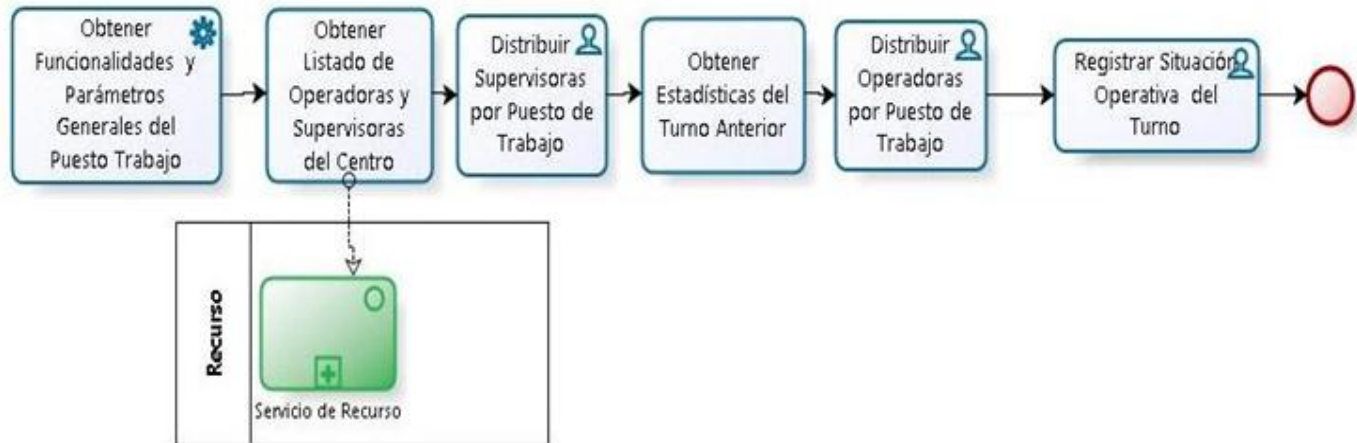 Obtener
Funcionalidades y
Parámetros
Generales del
Puesto Trabajo
Obtener
Listado de
Operadoras y
Supervisoras
del Centro
Distribuir
Supervisoras
por Puesto de
Trabajo
Obtener
Estadísticas del
Turno Anterior
Distribuir
Operadoras
por Puesto de
Trabajo
Registrar Situación
Operativa del
Turno
Recurso
Servicio de Recurso